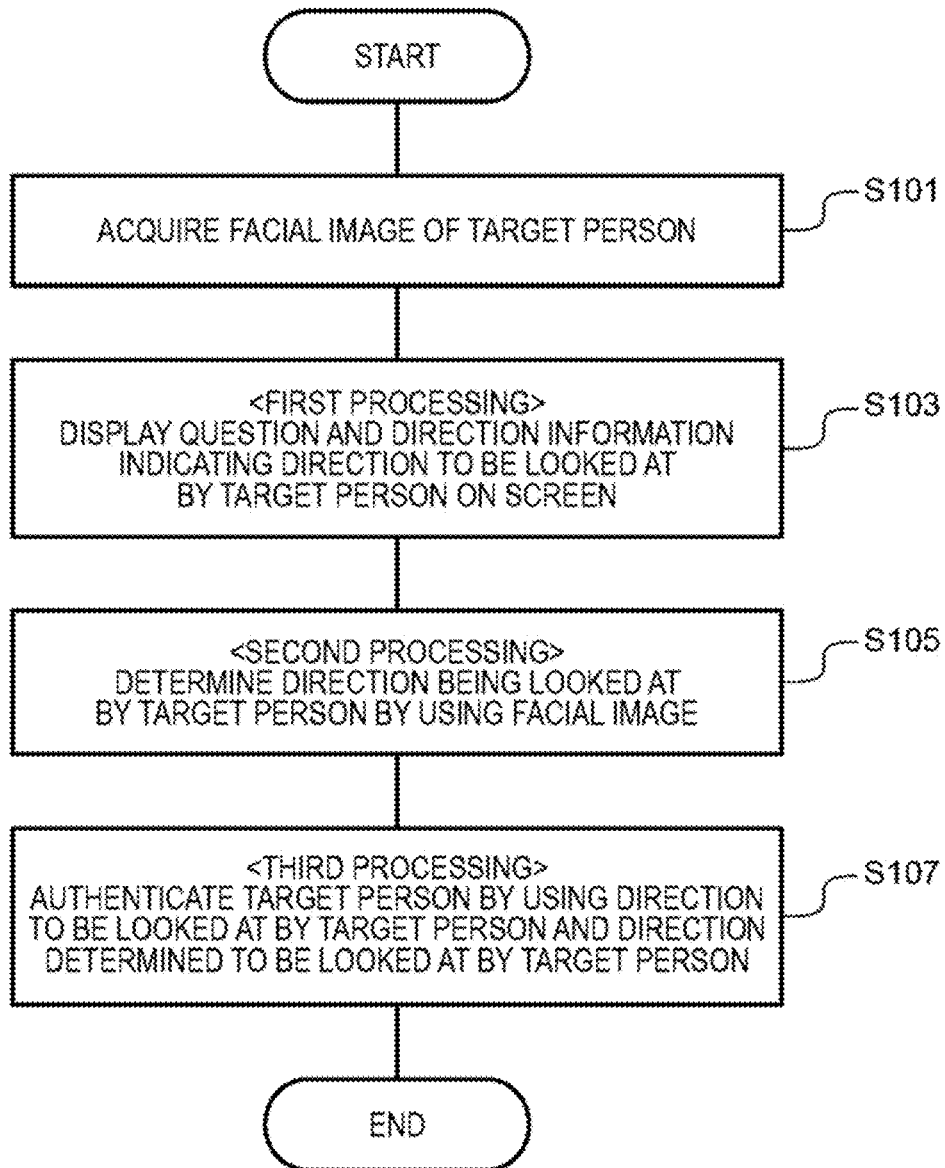 START
ACQUIRE FACIAL IMAGE OF TARGET PERSON
S101
<FIRST PROCESSING>
DISPLAY QUESTION AND DIRECTION INFORMATION
INDICATING DIRECTION TO BE LOOKED AT
BY TARGET PERSON ON SCREEN
S103
<SECOND PROCESSING>
DETERMINE DIRECTION BEING LOOKED AT
BY TARGET PERSON BY USING FACIAL IMAGE
S105
<THIRD PROCESSING>
AUTHENTICATE TARGET PERSON BY USING DIRECTION
TO BE LOOKED AT BY TARGET PERSON AND DIRECTION
DETERMINED TO BE LOOKED AT BY TARGET PERSON
S107
END